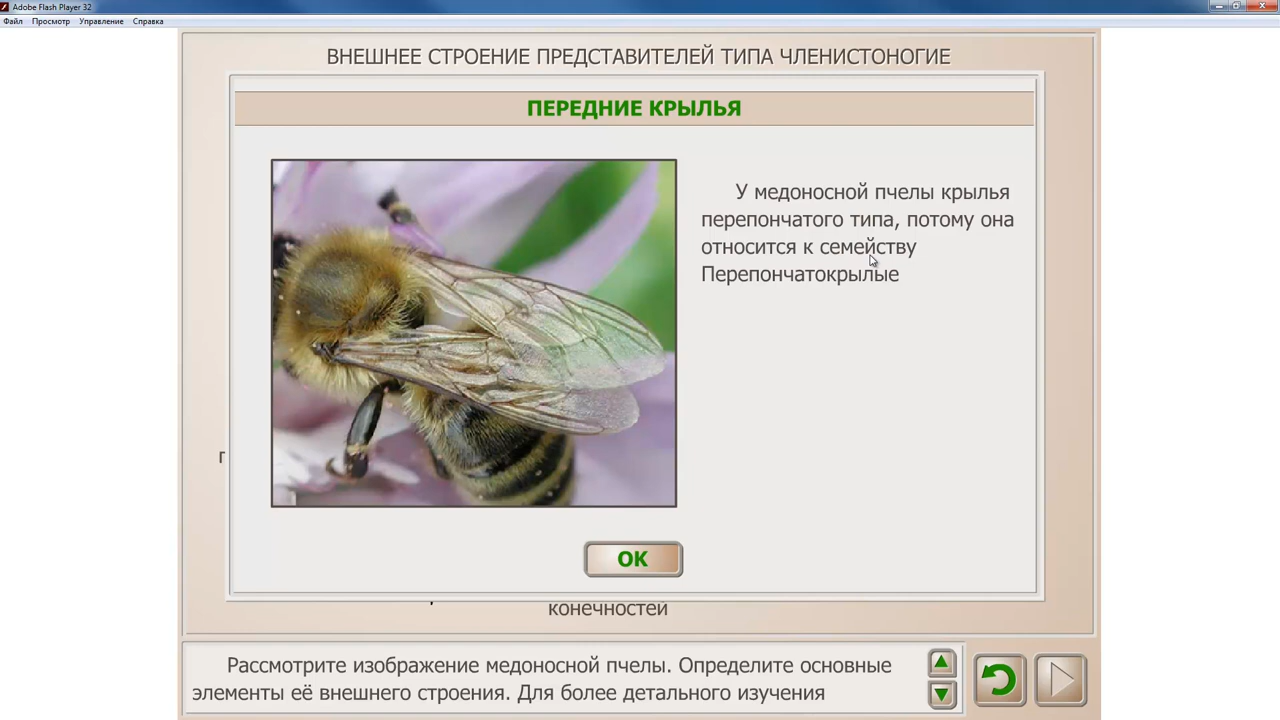 Adobe Flash Player 32
Файл Просмотр Управление Справка
ВНЕШНЕЕ СТРОЕНИЕ ПРЕДСТАВИТЕЛЕЙ ТИПА ЧЛЕНИСТОНОГИЕ
ПЕРЕДНИЕ КРЫЛЬЯ
У медоносной пчелы крылья
перепончатого типа, потому она
относится к семейству
Перепончатокрылые
ОК
конечностей
Рассмотрите изображение медоносной пчелы. Определите основные
элементы её внешнего строения. Для более детального изучения